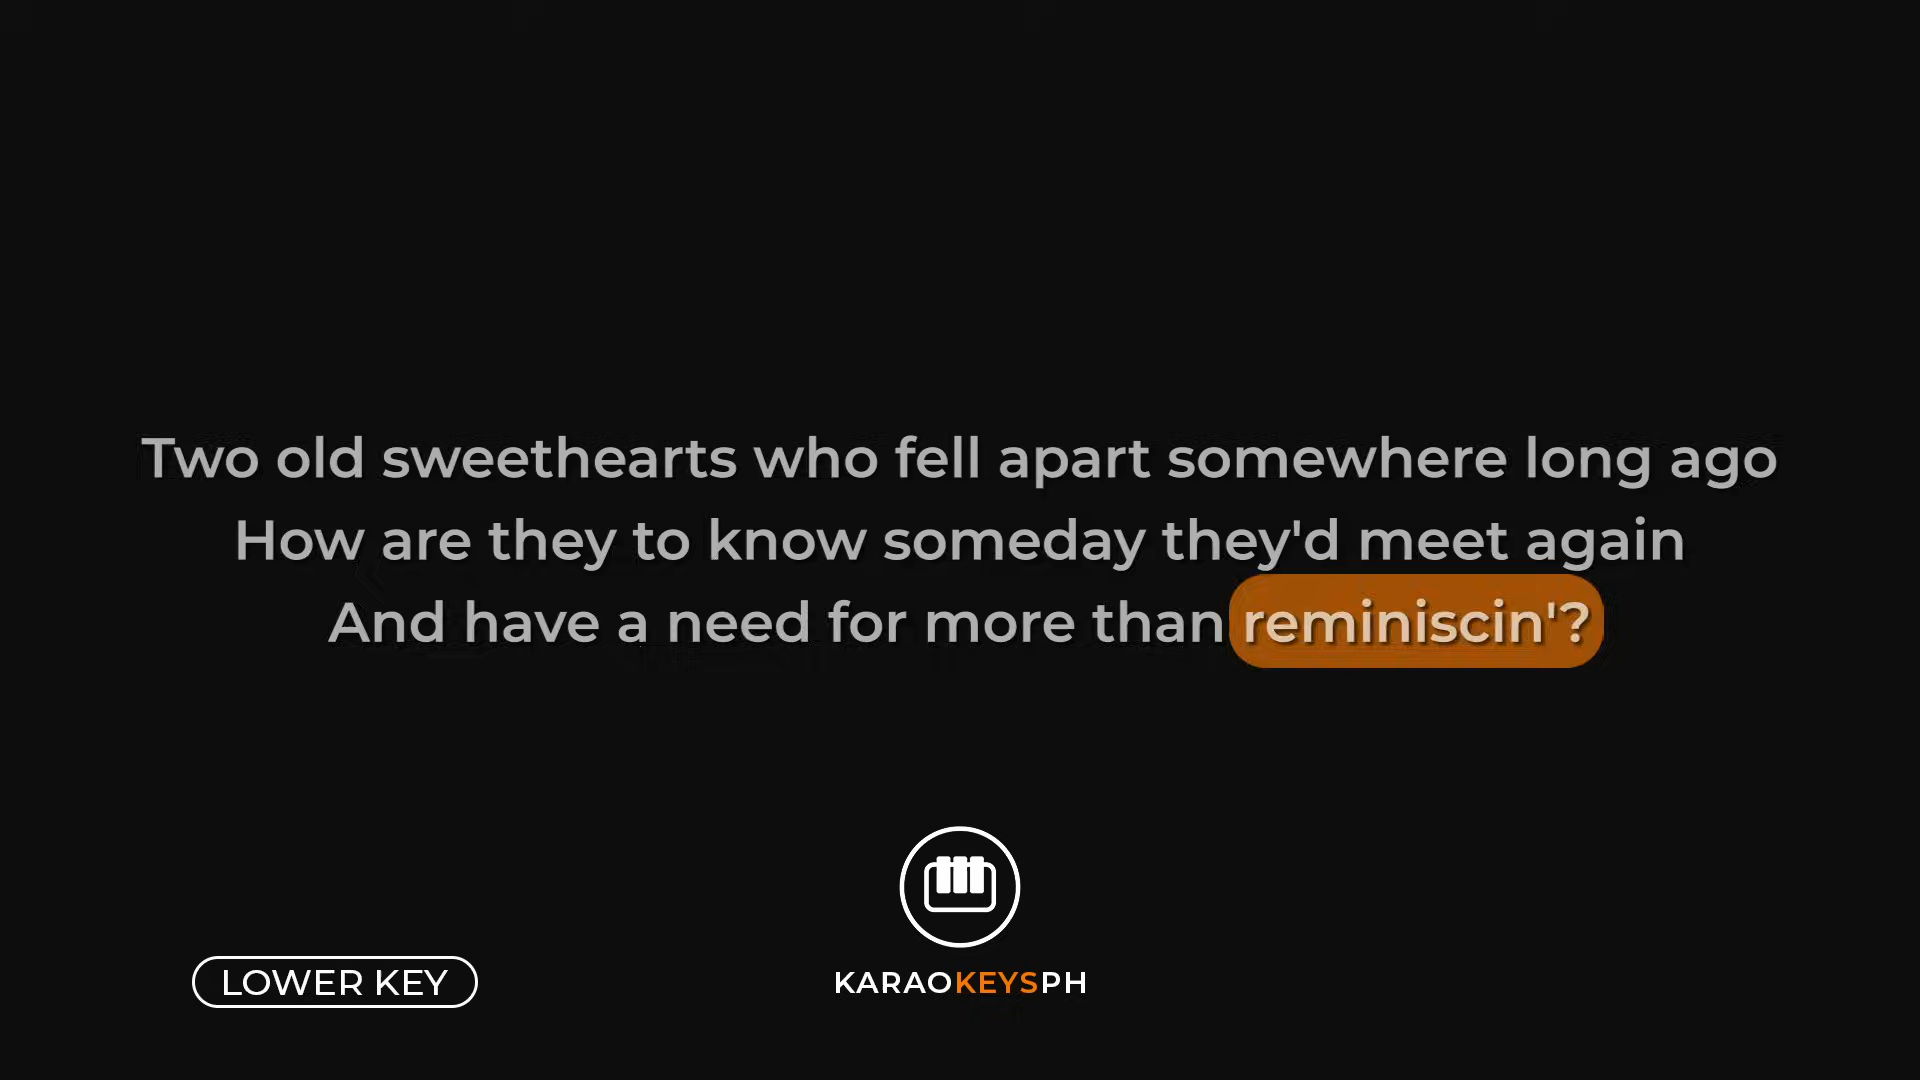 Two old sweethearts who fell apart somewhere long ago
How are they to know someday they'd meet again
And have a need for more than reminiscin'?
LOWER KEY
KARAOKEYSPH